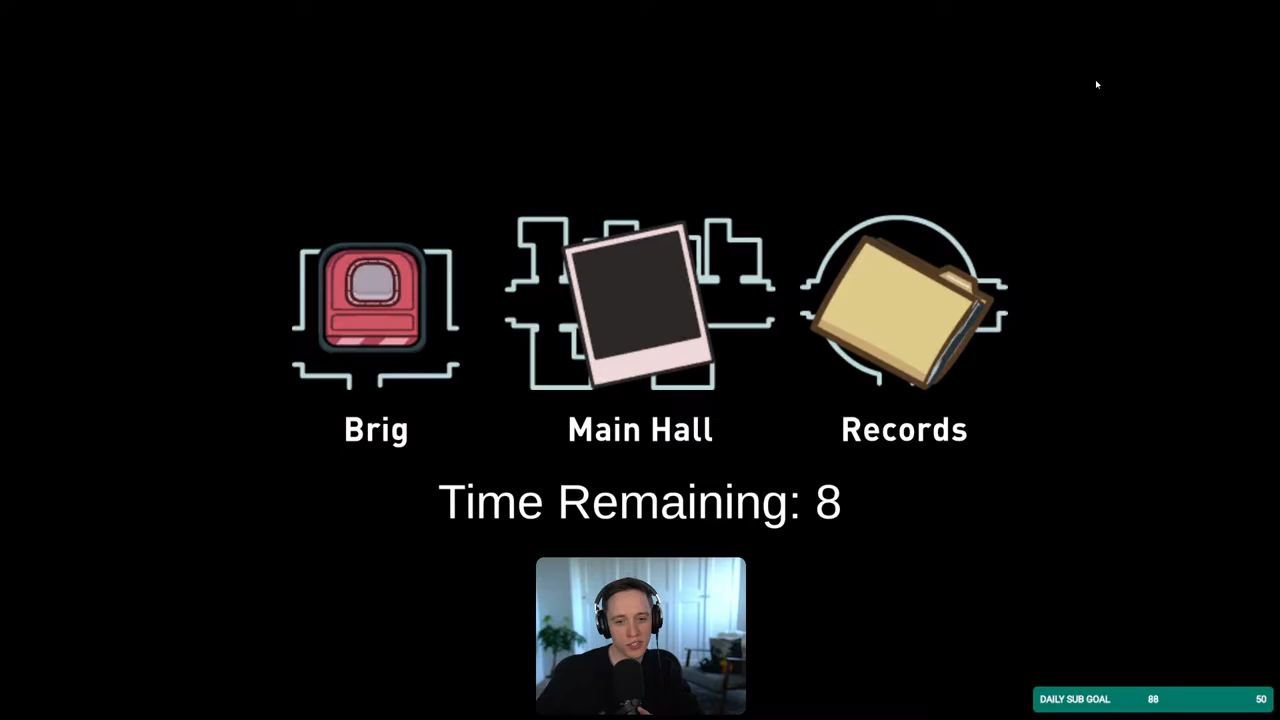 Brig
Main Hall
Records
Time Remaining: 8
DAILY SUB GOAL 88 50